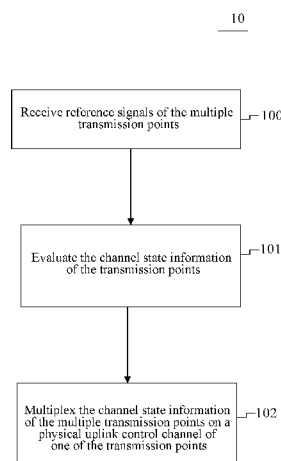 10
Receive reference signals of the multiple
transmission points
100
Evaluate the channel state information
of the transmission points
101
Multiplex the channel state information
of the multiple transmission points on a
physical uplink control channel of
one of the transmission points
102